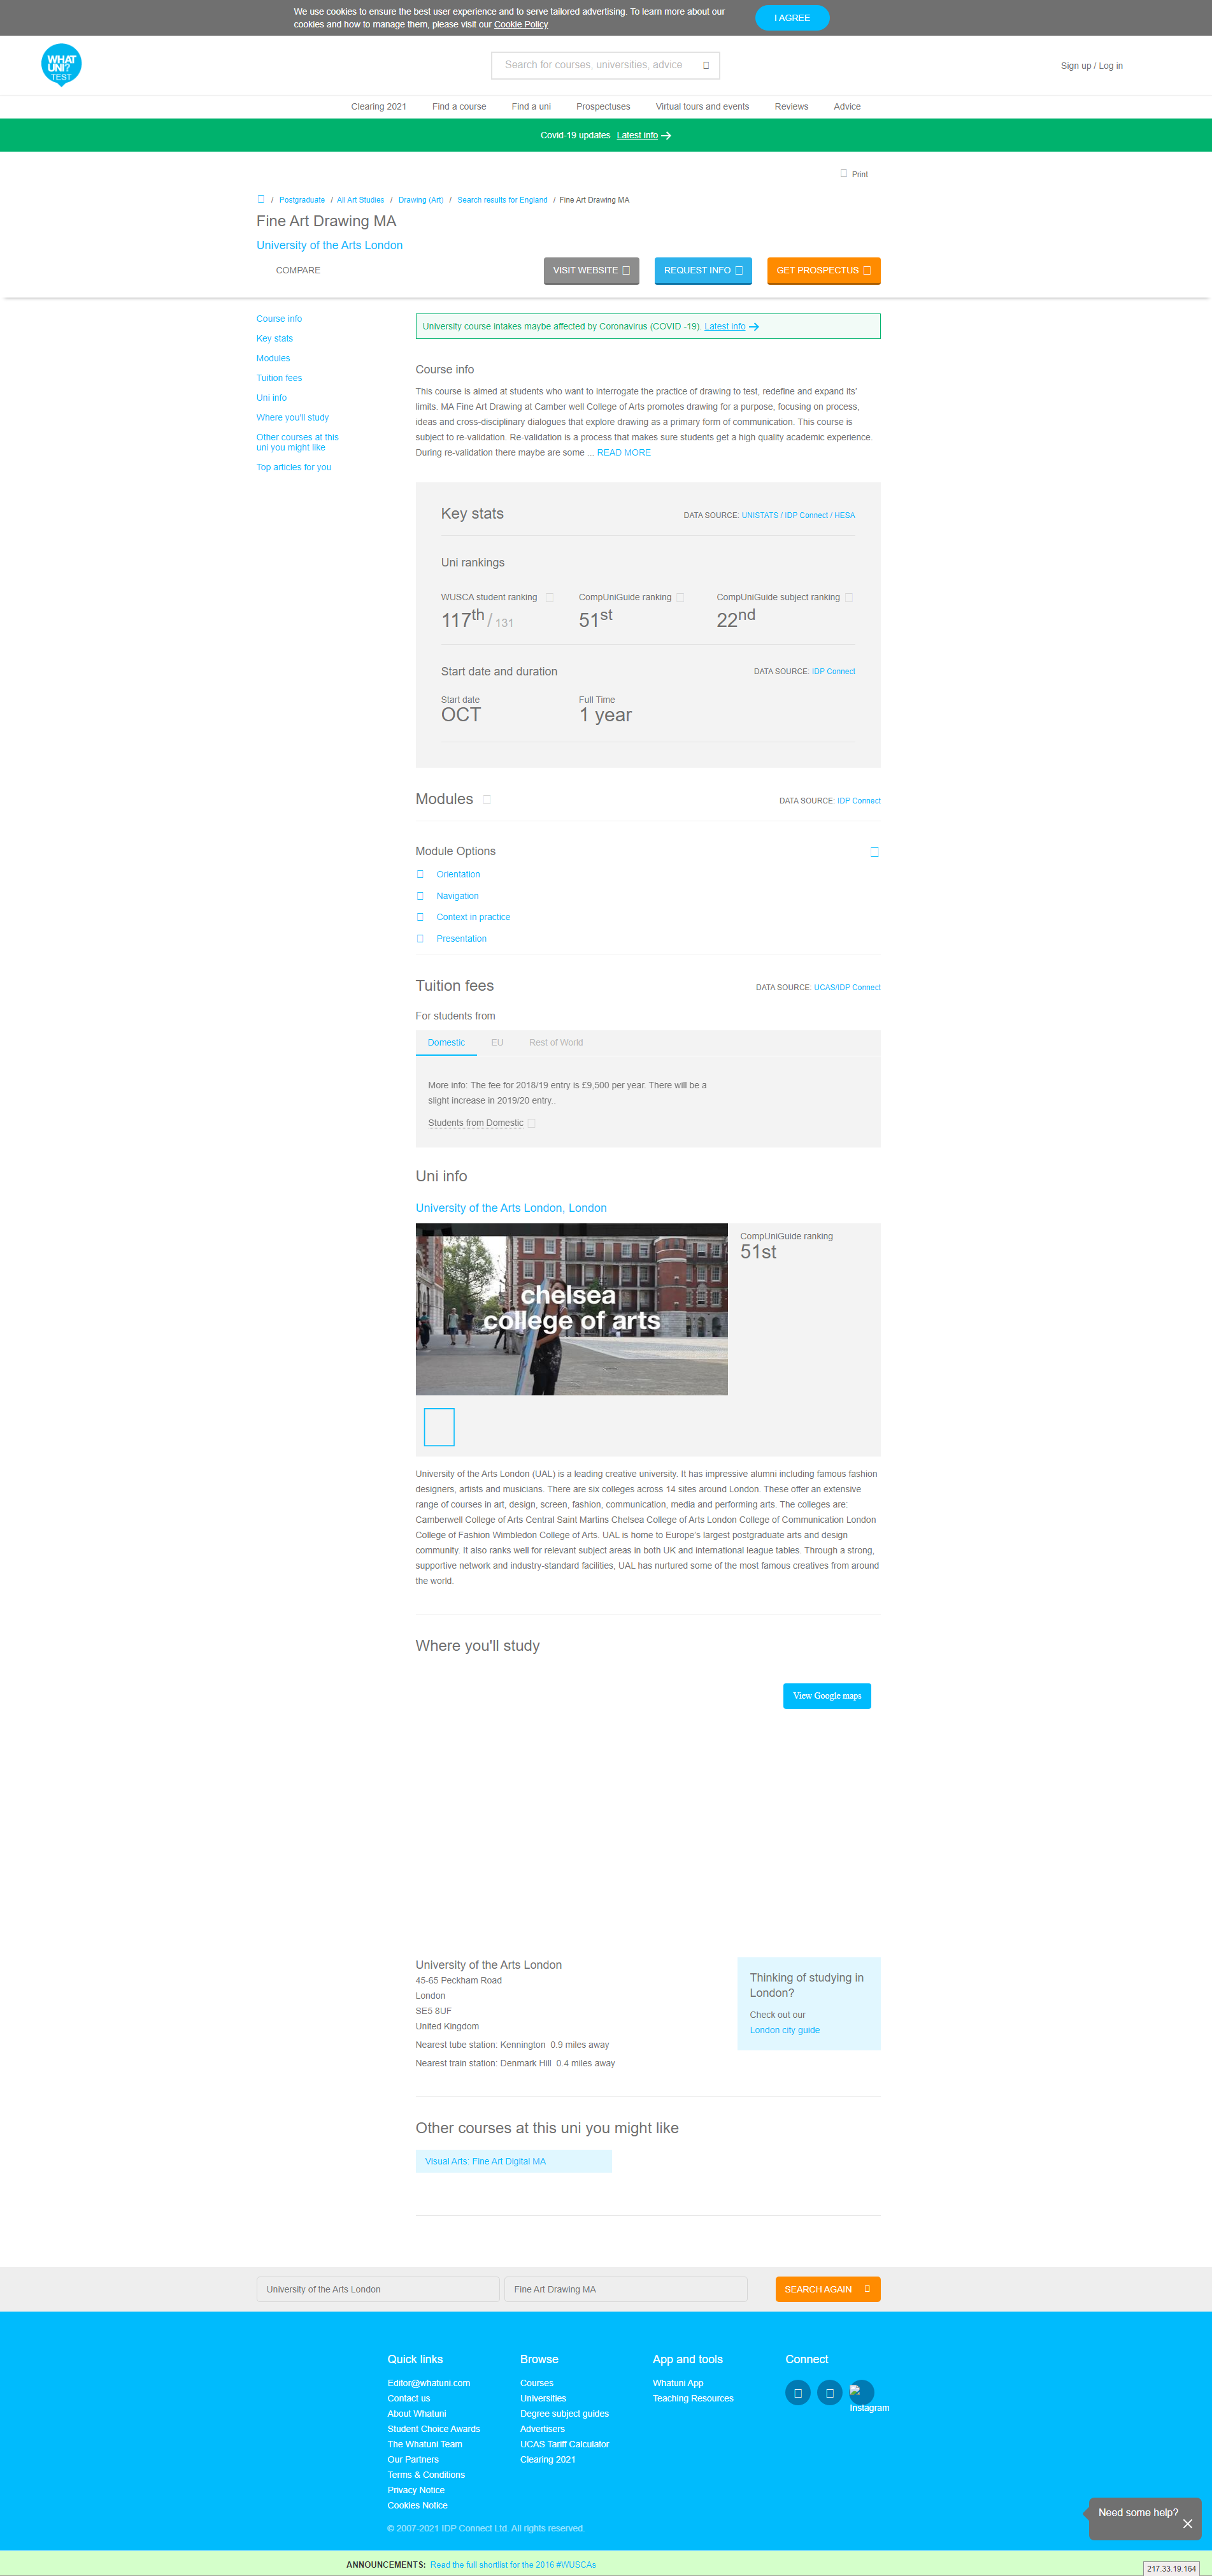 We use cookies to ensure the best user experience and to serve tailored advertising. To learn more about our
cookies and how to manage them, please visit our Cookie Policy
I AGREE
WHAT
UNI?
TEST
Search for courses, universities, advice
Sign up / Log in
Clearing 2021
Find a course
Find a uni
Prospectuses
Virtual tours and events
Reviews
Advice
Covid-19 updates Latest info
Print
/ Postgraduate / All Art Studies / Drawing (Art) / Search results for England / Fine Art Drawing MA
Fine Art Drawing MA
University of the Arts London
COMPARE
VISIT WEBSITE
REQUEST INFO
GET PROSPECTUS
Course info
Key stats
Modules
Tuition fees
Uni info
Where you'll study
Other courses at this
uni you might like
Top articles for you
University course intakes maybe affected by Coronavirus (COVID -19). Latest info
Course info
This course is aimed at students who want to interrogate the practice of drawing to test, redefine and expand its'
limits. MA Fine Art Drawing at Camber well College of Arts promotes drawing for a purpose, focusing on process,
ideas and cross-disciplinary dialogues that explore drawing as a primary form of communication. This course is
subject to re-validation. Re-validation is a process that makes sure students get a high quality academic experience.
During re-validation there maybe are some ... READ MORE
Key stats
DATA SOURCE: UNISTATS / IDP Connect / HESA
Uni rankings
WUSCA student ranking
CompUniGuide ranking
CompUniGuide subject ranking
117th / 131
51st
22nd
Start date and duration
DATA SOURCE: IDP Connect
Start date
Full Time
OCT
1 year
Modules
DATA SOURCE: IDP Connect
Module Options
Orientation
Navigation
Context in practice
Presentation
Tuition fees
DATA SOURCE: UCAS/IDP Connect
For students from
Domestic
EU
Rest of World
More info: The fee for 2018/19 entry is £9,500 per year. There will be a
slight increase in 2019/20 entry..
Students from Domestic
Uni info
University of the Arts London, London
chelsea
college of arts
CompUniGuide ranking
51st
University of the Arts London (UAL) is a leading creative university. It has impressive alumni including famous fashion
designers, artists and musicians. There are six colleges across 14 sites around London. These offer an extensive
range of courses in art, design, screen, fashion, communication, media and performing arts. The colleges are:
Camberwell College of Arts Central Saint Martins Chelsea College of Arts London College of Communication London
College of Fashion Wimbledon College of Arts. UAL is home to Europe's largest postgraduate arts and design
community. It also ranks well for relevant subject areas in both UK and international league tables. Through a strong,
supportive network and industry-standard facilities, UAL has nurtured some of the most famous creatives from around
the world.
Where you'll study
View Google maps
University of the Arts London
45-65 Peckham Road
London
SE5 8UF
United Kingdom
Nearest tube station: Kennington 0.9 miles away
Nearest train station: Denmark Hill 0.4 miles away
Thinking of studying in
London?
Check out our
London city guide
Other courses at this uni you might like
Visual Arts: Fine Art Digital MA
University of the Arts London
Fine Art Drawing MA
SEARCH AGAIN
Quick links
Editor@whatuni.com
Contact us
About Whatuni
Student Choice Awards
The Whatuni Team
Our Partners
Terms & Conditions
Privacy Notice
Cookies Notice
Browse
Courses
Universities
Degree subject guides
Advertisers
UCAS Tariff Calculator
Clearing 2021
App and tools
Whatuni App
Teaching Resources
Connect
Instagram
© 2007-2021 IDP Connect Ltd. All rights reserved.
Need some help?
ANNOUNCEMENTS: Read the full shortlist for the 2016 #WUSCAs
217.33.19.164